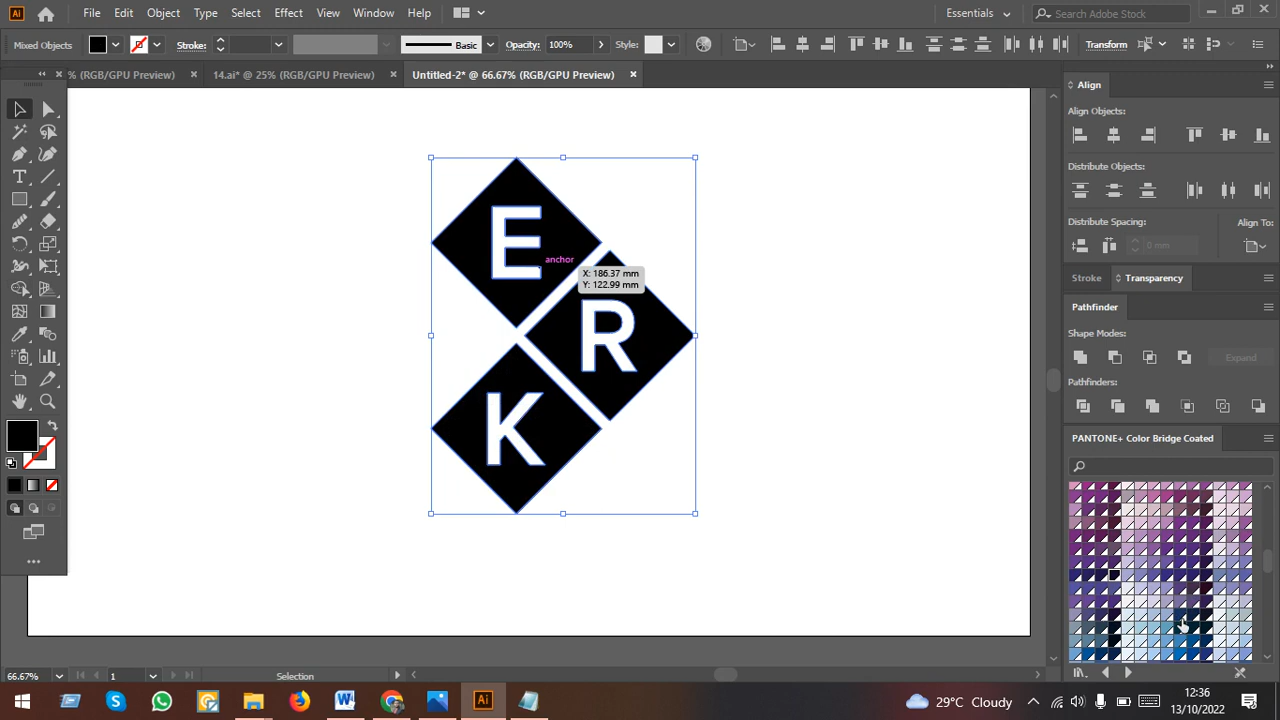 Ai File Edit Object Type Select Effect View Window Help Essentials Search Adobe Stock
Mixed Objects Stroke: Basic Opacity: 100% Style: Transform
% (RGB/GPU Preview) 14.ai* @ 25% (RGB/GPU Preview) Untitled-2* @ 66.67% (RGB/GPU Preview)
Align
Align Objects:
Distribute Objects:
Distribute Spacing: Align To:
0 mm
Stroke Transparency
Pathfinder
Shape Modes:
Expand
Pathfinders:
PANTONE+ Color Bridge Coated
E
anchor
X: 186.37 mm
Y: 122.99 mm
R
K
66.67% 1 Selection
29°C Cloudy 12:36
13/10/2022